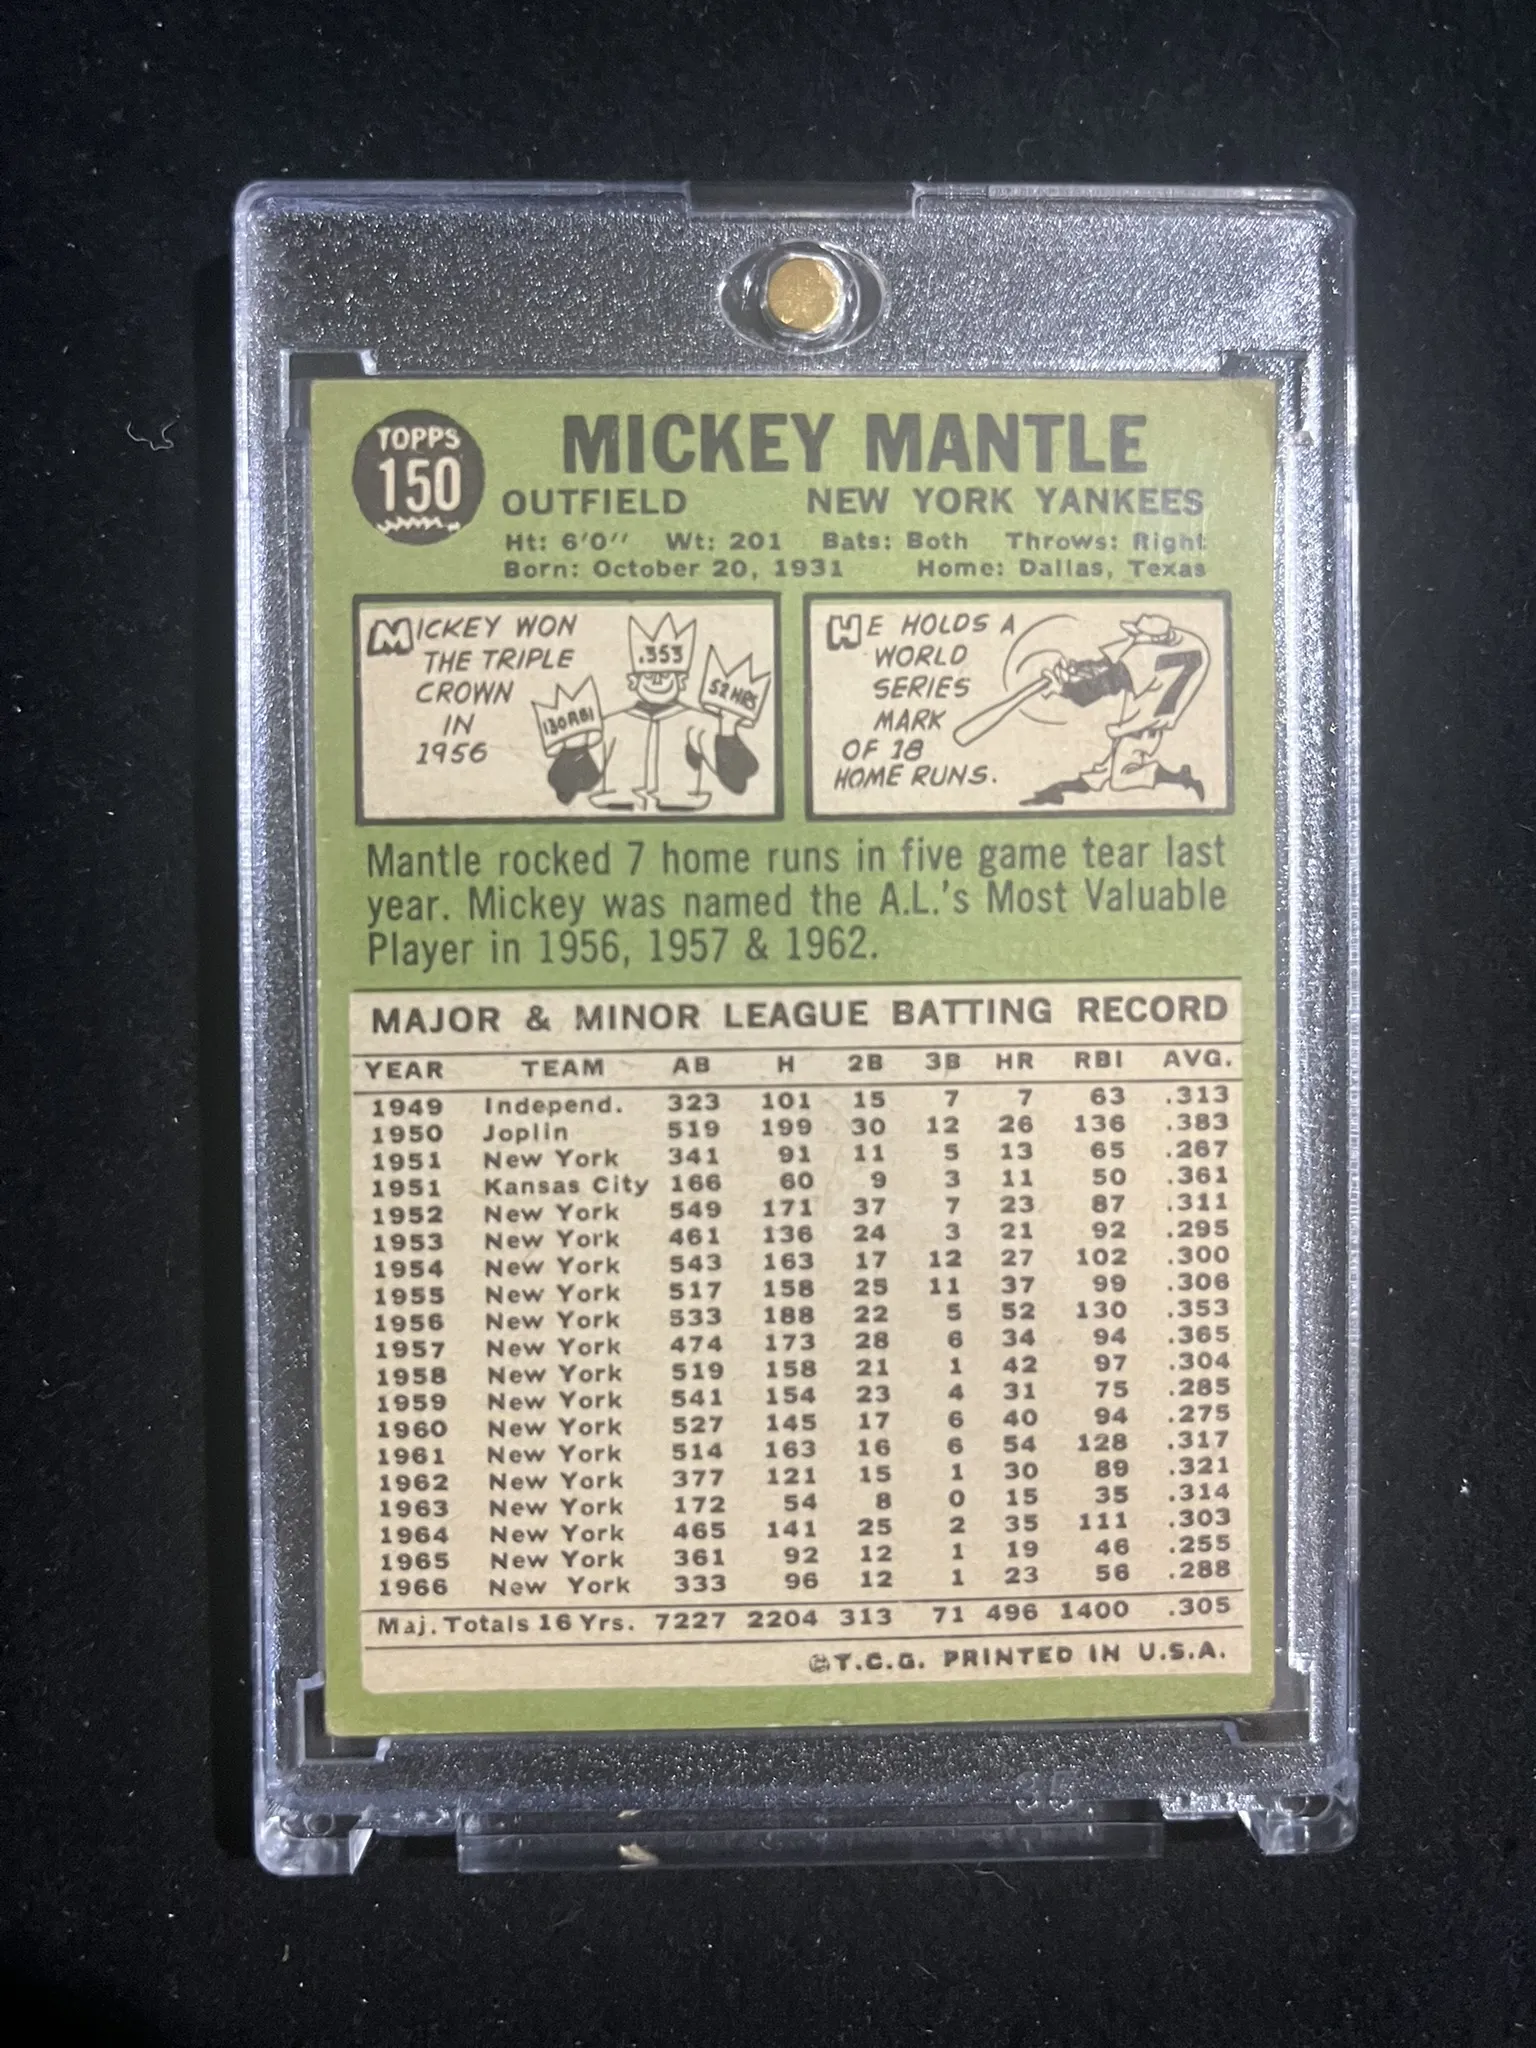 TOPPS
150
MICKEY MANTLE
OUTFIELD NEW YORK YANKEES
Ht: 6'0'' Wt: 201 Bats: Both Throws: Right
Born: October 20, 1931 Home: Dallas, Texas
MICKEY WON
THE TRIPLE
CROWN
IN
1956
.353
130 RBI
52 HRS
HE HOLDS A
WORLD
SERIES
MARK
OF 18
HOME RUNS.
7
Mantle rocked 7 home runs in five game tear last
year. Mickey was named the A.L.'s Most Valuable
Player in 1956, 1957 & 1962.
MAJOR & MINOR LEAGUE BATTING RECORD
YEAR TEAM AB H 2B 3B HR RBI AVG.
1949 Independ. 323 101 15 7 7 63 .313
1950 Joplin 519 199 30 12 26 136 .383
1951 New York 341 91 11 5 13 65 .267
1951 Kansas City 166 60 9 3 11 50 .361
1952 New York 549 171 37 7 23 87 .311
1953 New York 461 136 24 3 21 92 .295
1954 New York 543 163 17 12 27 102 .300
1955 New York 517 158 25 11 37 99 .306
1956 New York 533 188 22 5 52 130 .353
1957 New York 474 173 28 6 34 94 .365
1958 New York 519 158 21 1 42 97 .304
1959 New York 541 154 23 4 31 75 .285
1960 New York 527 145 17 6 40 94 .275
1961 New York 514 163 16 6 54 128 .317
1962 New York 377 121 15 1 30 89 .321
1963 New York 172 54 8 0 15 35 .314
1964 New York 465 141 25 2 35 111 .303
1965 New York 361 92 12 1 19 46 .255
1966 New York 333 96 12 1 23 56 .288
Maj. Totals 16 Yrs. 7227 2204 313 71 496 1400 .305
©T.C.G. PRINTED IN U.S.A.
35